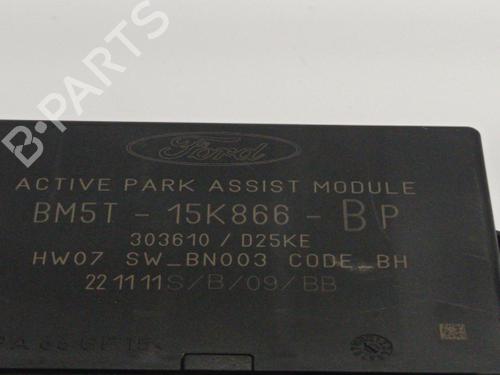 B-PARTS
Ford
ACTIVE PARK ASSIST MODULE
BM5T - 15K866 - BP
303610 / D25KE
HW07 SW_BN003 CODE_BH
221111S/B/09/BB